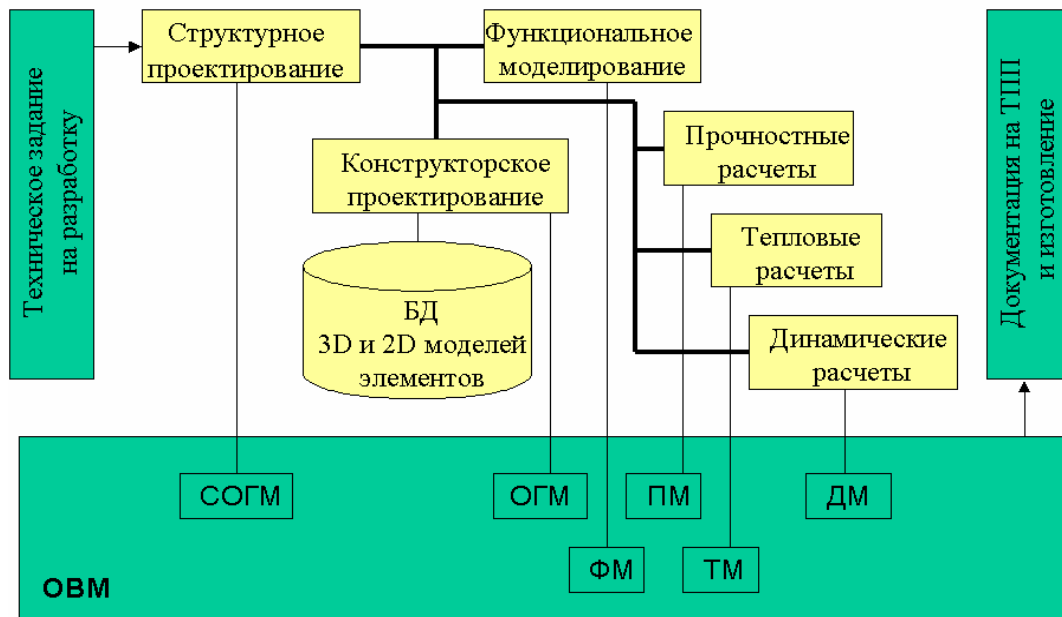 Техническое задание
на разработку
Структурное
проектирование
Функциональное
моделирование
Конструкторское
проектирование
Прочностные
расчеты
Тепловые
расчеты
Динамические
расчеты
БД
3D и 2D моделей
элементов
Документация на ТПП
и изготовление
СОГМ
ОГМ
ПМ
ДМ
ФМ
ТМ
ОВМ